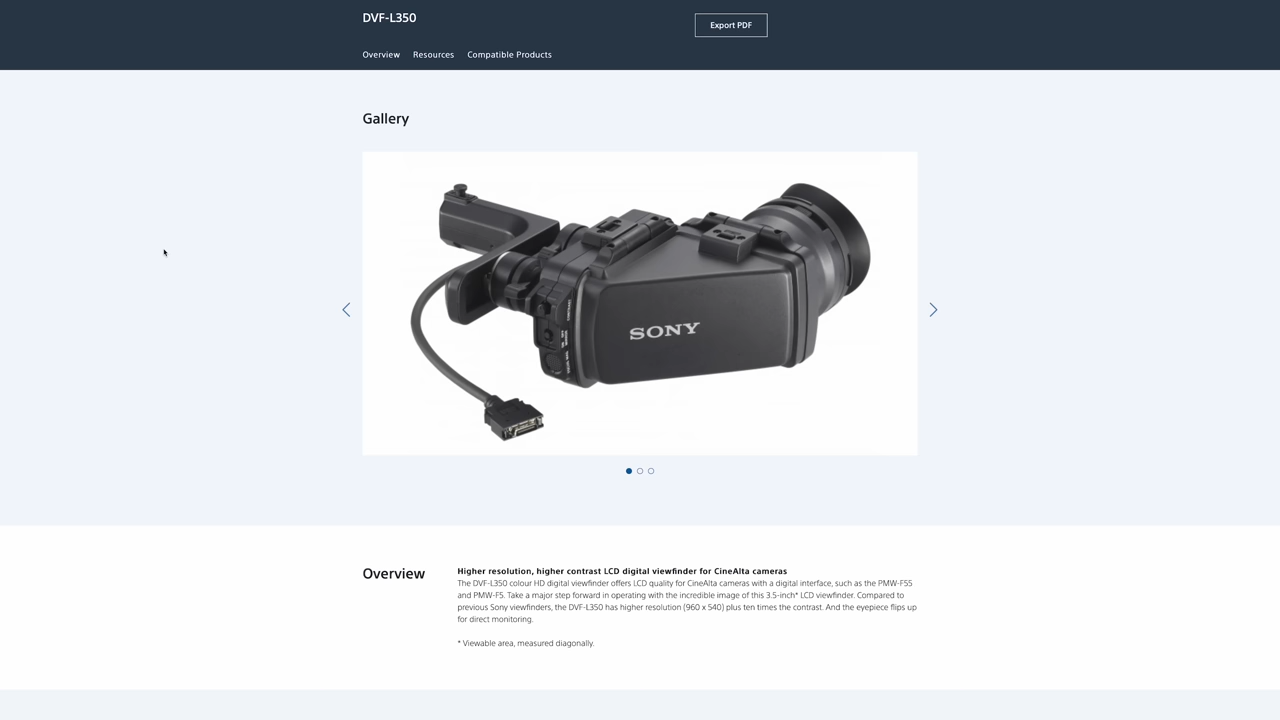 DVF-L350
Export PDF
Overview
Resources
Compatible Products
Gallery
SONY
Overview
Higher resolution, higher contrast LCD digital viewfinder for CineAlta cameras
The DVF-L350 colour HD digital viewfinder offers LCD quality for CineAlta cameras with a digital interface, such as the PMW-F55
and PMW-F5. Take a major step forward in operating with the incredible image of this 3.5-inch* LCD viewfinder. Compared to
previous Sony viewfinders, the DVF-L350 has higher resolution (960 x 540) plus ten times the contrast. And the eyepiece flips up
for direct monitoring.
* Viewable area, measured diagonally.